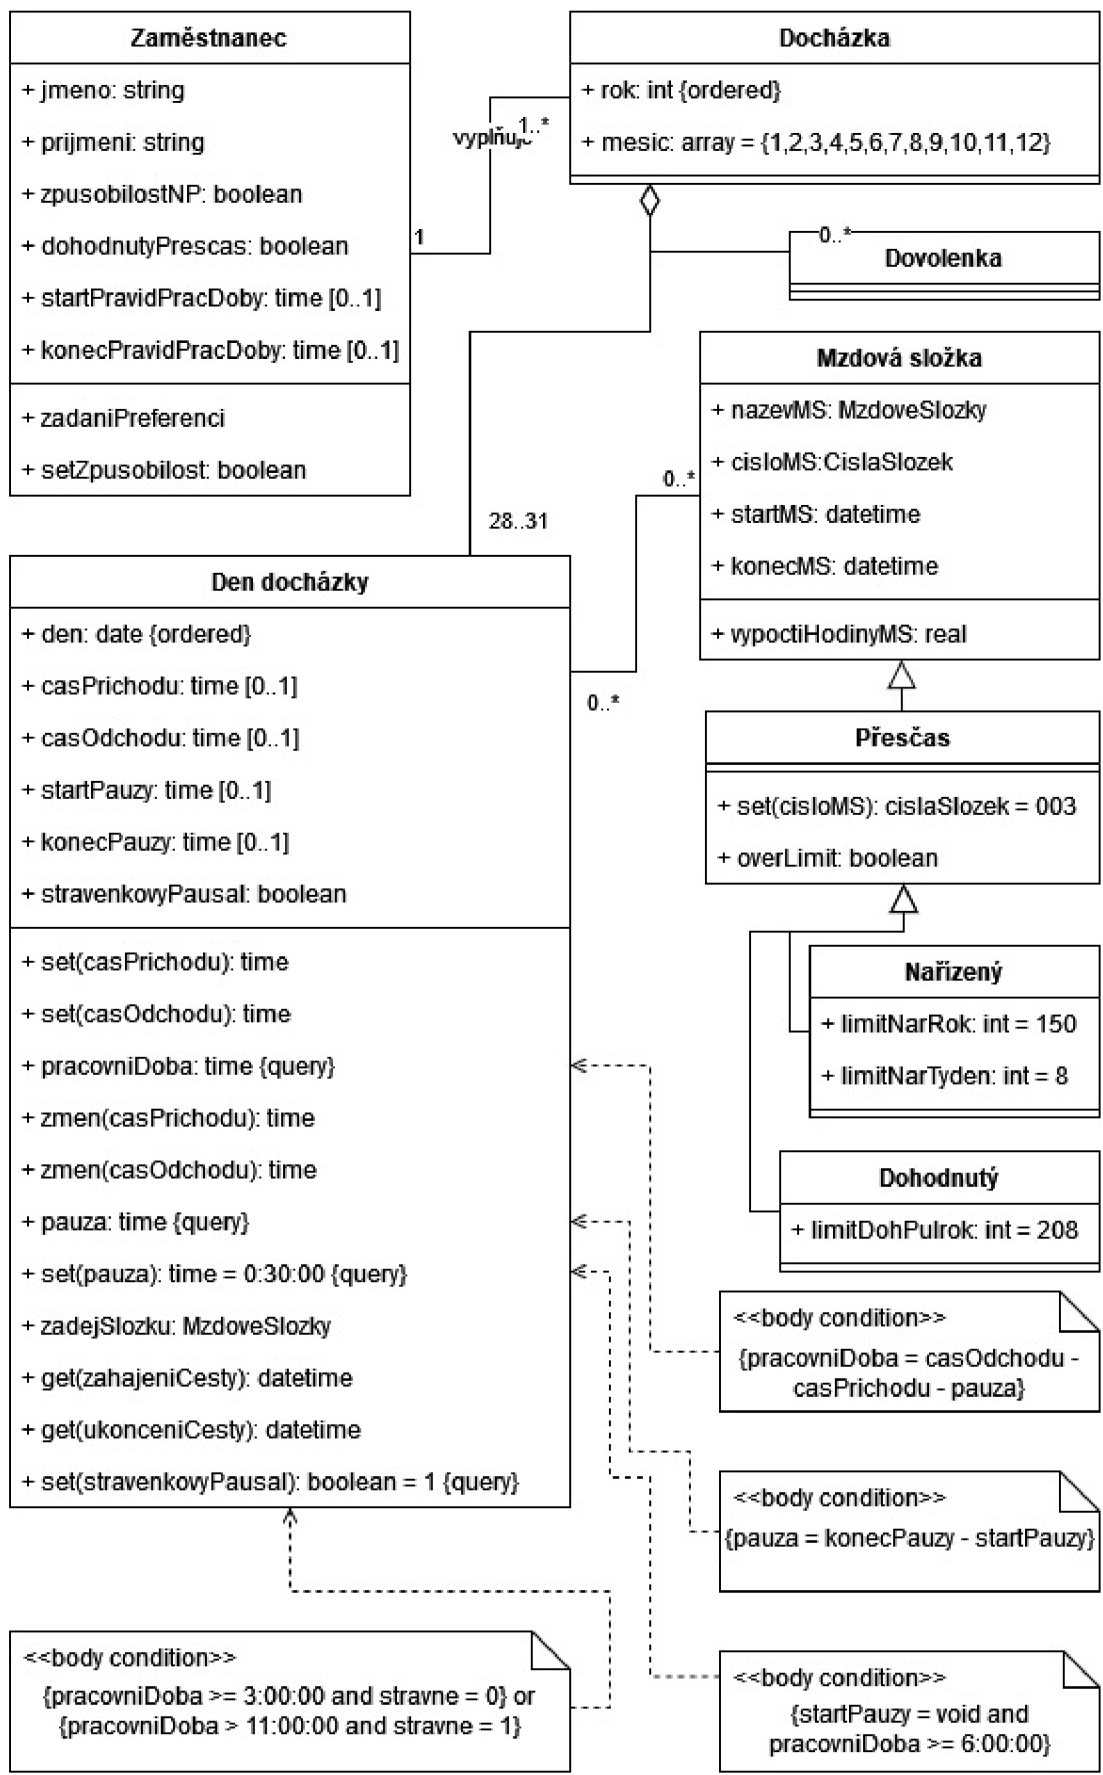 Zaměstnanec
+ jmeno: string
+ prijmeni: string
+ zpusobilostNP: boolean
+ dohodnutyPrescas: boolean
+ startPravidPracDoby: time [0..1]
+ konecPravidPracDoby: time [0..1]
+ zadaniPreferenci
+ setZpusobilost: boolean
1
vyplňuje
1..*
Docházka
+ rok: int {ordered}
+ mesic: array = {1,2,3,4,5,6,7,8,9,10,11,12}
0..*
Dovolenka
28..31
Mzdová složka
+ nazevMS: MzdoveSlozky
+ cisloMS:CislaSlozek
+ startMS: datetime
+ konecMS: datetime
+ vypoctiHodinyMS: real
0..*
0..*
Den docházky
+ den: date {ordered}
+ casPrichodu: time [0..1]
+ casOdchodu: time [0..1]
+ startPauzy: time [0..1]
+ konecPauzy: time [0..1]
+ stravenkovyPausal: boolean
+ set(casPrichodu): time
+ set(casOdchodu): time
+ pracovniDoba: time {query}
+ zmen(casPrichodu): time
+ zmen(casOdchodu): time
+ pauza: time {query}
+ set(pauza): time = 0:30:00 {query}
+ zadejSlozku: MzdoveSlozky
+ get(zahajeniCesty): datetime
+ get(ukonceniCesty): datetime
+ set(stravenkovyPausal): boolean = 1 {query}
Přesčas
+ set(cisloMS): cislaSlozek = 003
+ overLimit: boolean
Nařízený
+ limitNarRok: int = 150
+ limitNarTyden: int = 8
Dohodnutý
+ limitDohPulrok: int = 208
<<body condition>>
{pracovniDoba = casOdchodu -
casPrichodu - pauza}
<<body condition>>
{pauza = konecPauzy - startPauzy}
<<body condition>>
{startPauzy = void and
pracovniDoba >= 6:00:00}
<<body condition>>
{pracovniDoba >= 3:00:00 and stravne = 0} or
{pracovniDoba > 11:00:00 and stravne = 1}